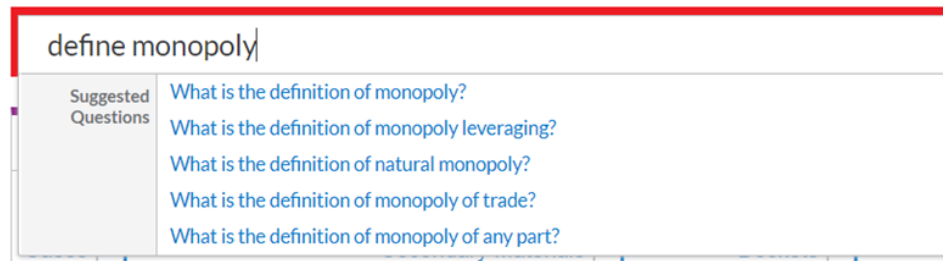 define monopoly
Suggested
Questions
What is the definition of monopoly?
What is the definition of monopoly leveraging?
What is the definition of natural monopoly?
What is the definition of monopoly of trade?
What is the definition of monopoly of any part?